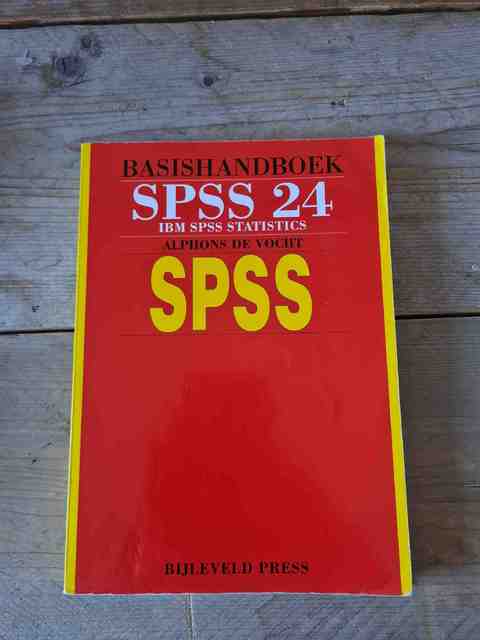 BASISHANDBOEK
SPSS 24
IBM SPSS STATISTICS
ALPHONS DE VOCHT
SPSS
BIJLEVELD PRESS